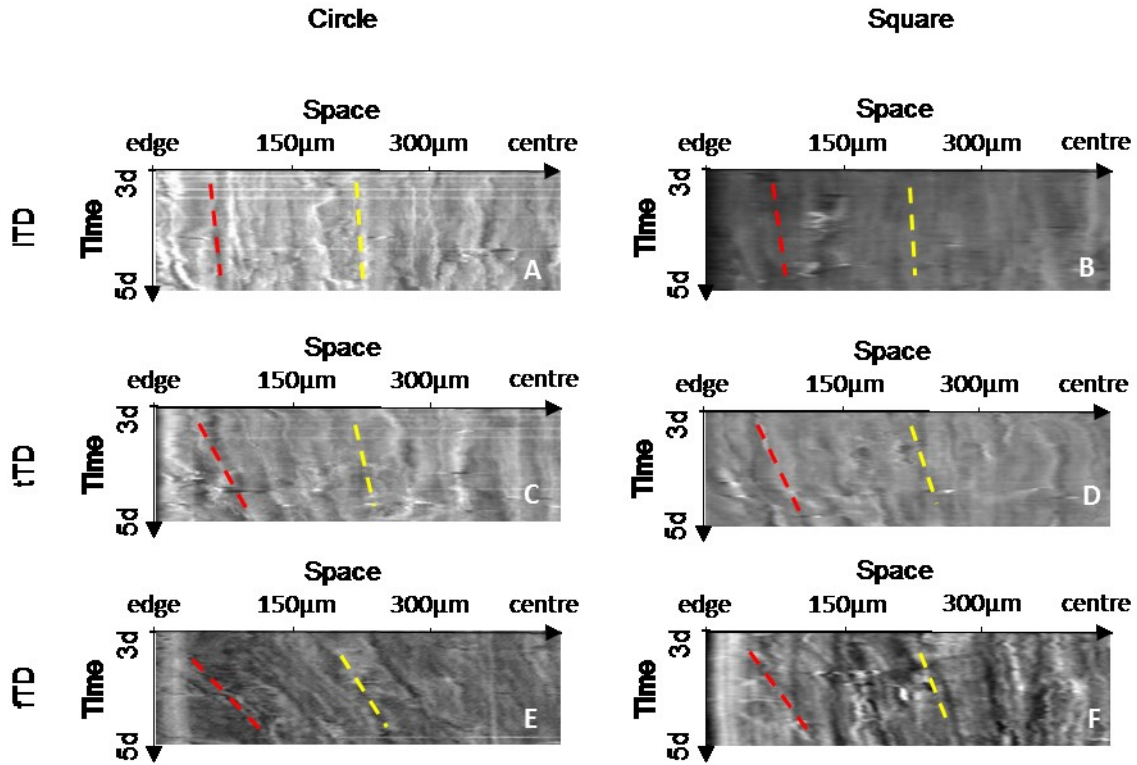 Circle
Square
Space
Space
edge 150µm 300µm centre
edge 150µm 300µm centre
lTD
Time
3d
5d
A
Time
3d
5d
B
Space
Space
edge 150µm 300µm centre
edge 150µm 300µm centre
tTD
Time
3d
5d
C
Time
3d
5d
D
Space
Space
edge 150µm 300µm centre
edge 150µm 300µm centre
fTD
Time
3d
5d
E
Time
3d
5d
F